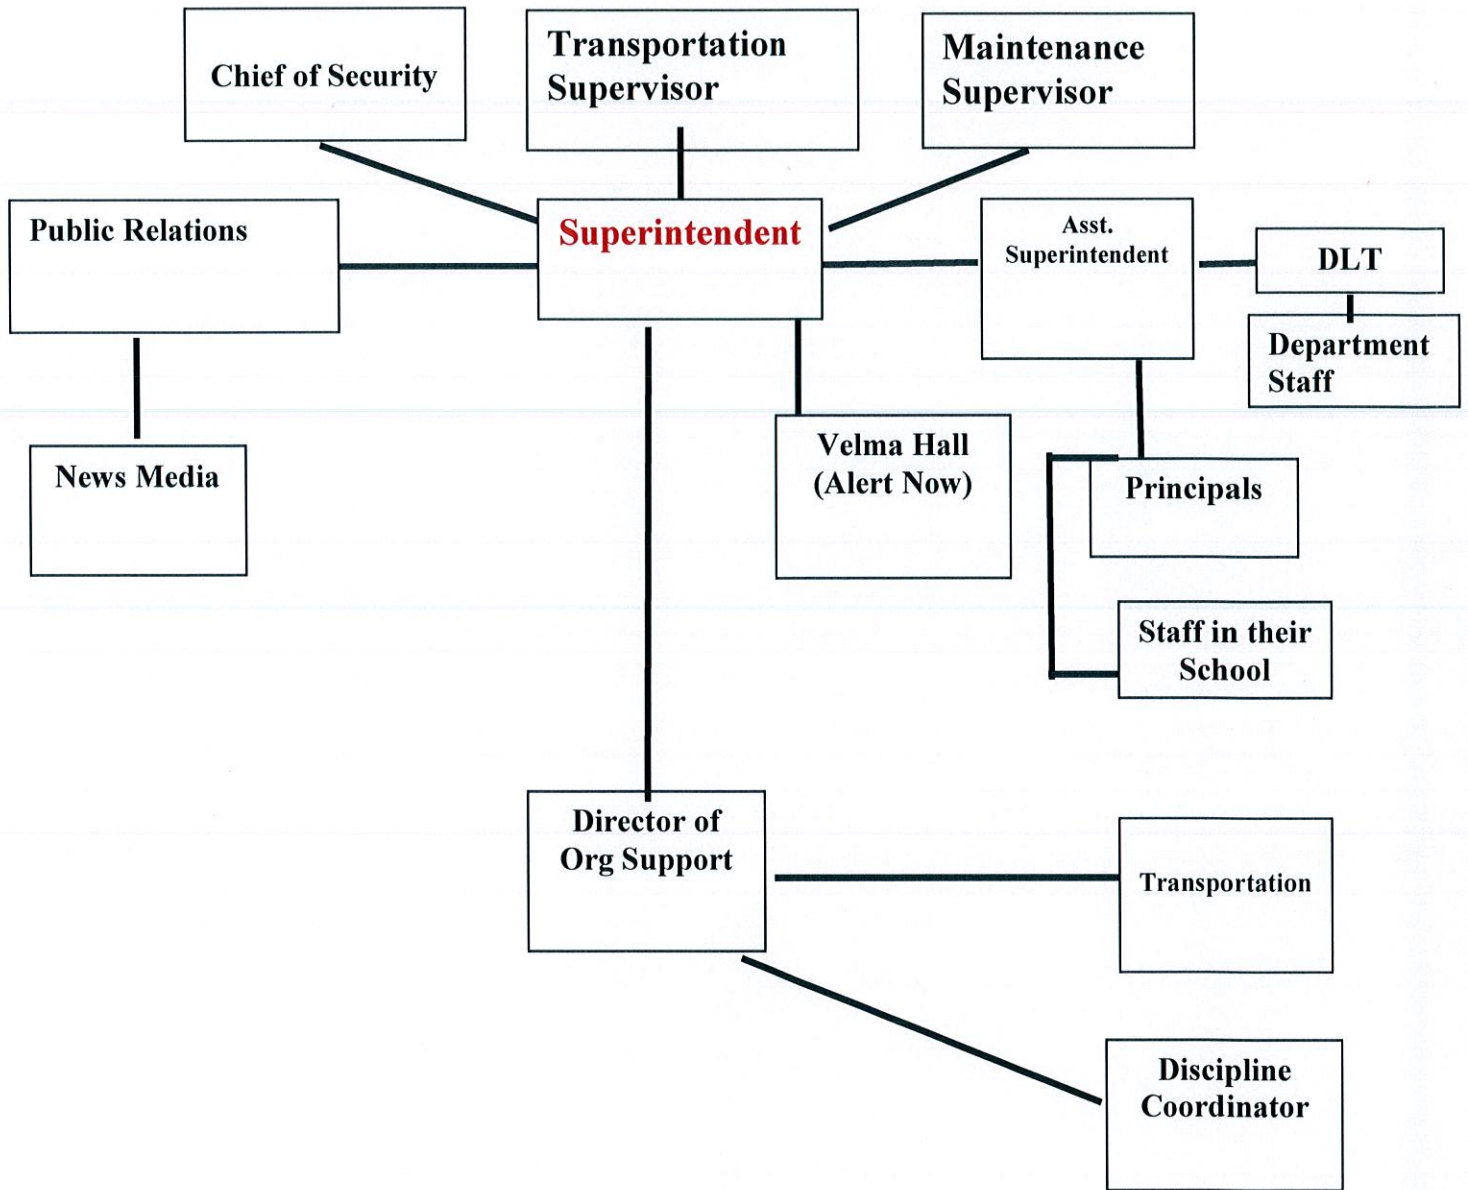 Chief of Security
Transportation
Supervisor
Maintenance
Supervisor
Public Relations
Superintendent
Asst.
Superintendent
DLT
Department
Staff
News Media
Velma Hall
(Alert Now)
Principals
Staff in their
School
Director of
Org Support
Transportation
Discipline
Coordinator